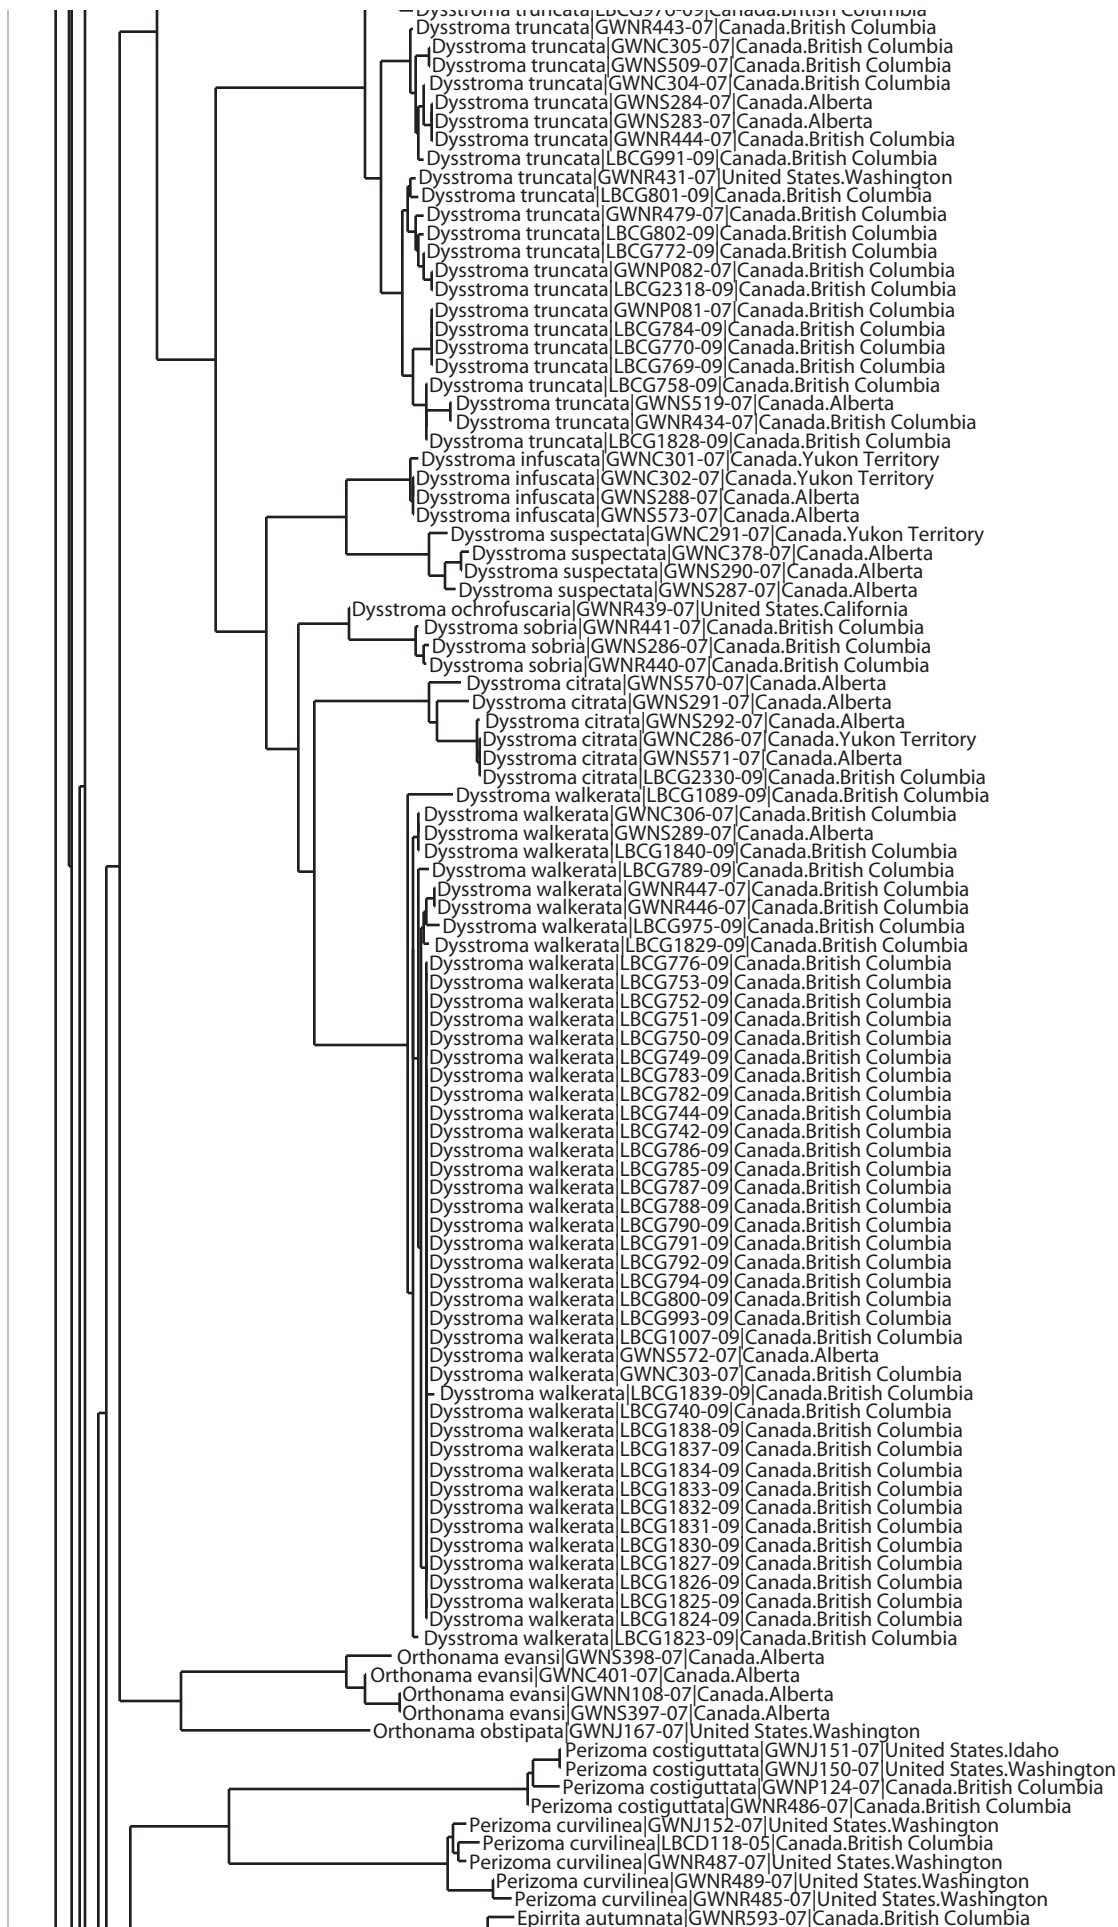 Dysstroma truncata|LBCG976-09|Canada.British Columbia
Dysstroma truncata|GWNR443-07|Canada.British Columbia
Dysstroma truncata|GWNC305-07|Canada.British Columbia
Dysstroma truncata|GWNS509-07|Canada.British Columbia
Dysstroma truncata|GWNC304-07|Canada.British Columbia
Dysstroma truncata|GWNS284-07|Canada.Alberta
Dysstroma truncata|GWNS283-07|Canada.Alberta
Dysstroma truncata|GWNR444-07|Canada.British Columbia
Dysstroma truncata|LBCG991-09|Canada.British Columbia
Dysstroma truncata|GWNR431-07|United States.Washington
Dysstroma truncata|LBCG801-09|Canada.British Columbia
Dysstroma truncata|GWNR479-07|Canada.British Columbia
Dysstroma truncata|LBCG802-09|Canada.British Columbia
Dysstroma truncata|LBCG772-09|Canada.British Columbia
Dysstroma truncata|GWNP082-07|Canada.British Columbia
Dysstroma truncata|LBCG2318-09|Canada.British Columbia
Dysstroma truncata|GWNP081-07|Canada.British Columbia
Dysstroma truncata|LBCG784-09|Canada.British Columbia
Dysstroma truncata|LBCG770-09|Canada.British Columbia
Dysstroma truncata|LBCG769-09|Canada.British Columbia
Dysstroma truncata|LBCG758-09|Canada.British Columbia
Dysstroma truncata|GWNS519-07|Canada.Alberta
Dysstroma truncata|GWNR434-07|Canada.British Columbia
Dysstroma truncata|LBCG1828-09|Canada.British Columbia
Dysstroma infuscata|GWNC301-07|Canada.Yukon Territory
Dysstroma infuscata|GWNC302-07|Canada.Yukon Territory
Dysstroma infuscata|GWNS288-07|Canada.Alberta
Dysstroma infuscata|GWNS573-07|Canada.Alberta
Dysstroma suspectata|GWNC291-07|Canada.Yukon Territory
Dysstroma suspectata|GWNC378-07|Canada.Alberta
Dysstroma suspectata|GWNS290-07|Canada.Alberta
Dysstroma suspectata|GWNS287-07|Canada.Alberta
Dysstroma ochrofuscaria|GWNR439-07|United States.California
Dysstroma sobria|GWNR441-07|Canada.British Columbia
Dysstroma sobria|GWNS286-07|Canada.British Columbia
Dysstroma sobria|GWNR440-07|Canada.British Columbia
Dysstroma citrata|GWNS570-07|Canada.Alberta
Dysstroma citrata|GWNS291-07|Canada.Alberta
Dysstroma citrata|GWNS292-07|Canada.Alberta
Dysstroma citrata|GWNC286-07|Canada.Yukon Territory
Dysstroma citrata|GWNS571-07|Canada.Alberta
Dysstroma citrata|LBCG2330-09|Canada.British Columbia
Dysstroma walkerata|LBCG1089-09|Canada.British Columbia
Dysstroma walkerata|GWNC306-07|Canada.British Columbia
Dysstroma walkerata|GWNS289-07|Canada.Alberta
Dysstroma walkerata|LBCG1840-09|Canada.British Columbia
Dysstroma walkerata|LBCG789-09|Canada.British Columbia
Dysstroma walkerata|GWNR447-07|Canada.British Columbia
Dysstroma walkerata|GWNR446-07|Canada.British Columbia
Dysstroma walkerata|LBCG975-09|Canada.British Columbia
Dysstroma walkerata|LBCG1829-09|Canada.British Columbia
Dysstroma walkerata|LBCG776-09|Canada.British Columbia
Dysstroma walkerata|LBCG753-09|Canada.British Columbia
Dysstroma walkerata|LBCG752-09|Canada.British Columbia
Dysstroma walkerata|LBCG751-09|Canada.British Columbia
Dysstroma walkerata|LBCG750-09|Canada.British Columbia
Dysstroma walkerata|LBCG749-09|Canada.British Columbia
Dysstroma walkerata|LBCG783-09|Canada.British Columbia
Dysstroma walkerata|LBCG782-09|Canada.British Columbia
Dysstroma walkerata|LBCG744-09|Canada.British Columbia
Dysstroma walkerata|LBCG742-09|Canada.British Columbia
Dysstroma walkerata|LBCG786-09|Canada.British Columbia
Dysstroma walkerata|LBCG785-09|Canada.British Columbia
Dysstroma walkerata|LBCG787-09|Canada.British Columbia
Dysstroma walkerata|LBCG788-09|Canada.British Columbia
Dysstroma walkerata|LBCG790-09|Canada.British Columbia
Dysstroma walkerata|LBCG791-09|Canada.British Columbia
Dysstroma walkerata|LBCG792-09|Canada.British Columbia
Dysstroma walkerata|LBCG794-09|Canada.British Columbia
Dysstroma walkerata|LBCG800-09|Canada.British Columbia
Dysstroma walkerata|LBCG993-09|Canada.British Columbia
Dysstroma walkerata|LBCG1007-09|Canada.British Columbia
Dysstroma walkerata|GWNS572-07|Canada.Alberta
Dysstroma walkerata|GWNC303-07|Canada.British Columbia
Dysstroma walkerata|LBCG1839-09|Canada.British Columbia
Dysstroma walkerata|LBCG740-09|Canada.British Columbia
Dysstroma walkerata|LBCG1838-09|Canada.British Columbia
Dysstroma walkerata|LBCG1837-09|Canada.British Columbia
Dysstroma walkerata|LBCG1834-09|Canada.British Columbia
Dysstroma walkerata|LBCG1833-09|Canada.British Columbia
Dysstroma walkerata|LBCG1832-09|Canada.British Columbia
Dysstroma walkerata|LBCG1831-09|Canada.British Columbia
Dysstroma walkerata|LBCG1830-09|Canada.British Columbia
Dysstroma walkerata|LBCG1827-09|Canada.British Columbia
Dysstroma walkerata|LBCG1826-09|Canada.British Columbia
Dysstroma walkerata|LBCG1825-09|Canada.British Columbia
Dysstroma walkerata|LBCG1824-09|Canada.British Columbia
Dysstroma walkerata|LBCG1823-09|Canada.British Columbia
Orthonama evansi|GWNS398-07|Canada.Alberta
Orthonama evansi|GWNC401-07|Canada.Alberta
Orthonama evansi|GWNN108-07|Canada.Alberta
Orthonama evansi|GWNS397-07|Canada.Alberta
Orthonama obstipata|GWNJ167-07|United States.Washington
Perizoma costiguttata|GWNJ151-07|United States.Idaho
Perizoma costiguttata|GWNJ150-07|United States.Washington
Perizoma costiguttata|GWNP124-07|Canada.British Columbia
Perizoma costiguttata|GWNR486-07|Canada.British Columbia
Perizoma curvilinea|GWNJ152-07|United States.Washington
Perizoma curvilinea|LBCD118-05|Canada.British Columbia
Perizoma curvilinea|GWNR487-07|United States.Washington
Perizoma curvilinea|GWNR489-07|United States.Washington
Perizoma curvilinea|GWNR485-07|United States.Washington
Epirrita autumnata|GWNR593-07|Canada.British Columbia